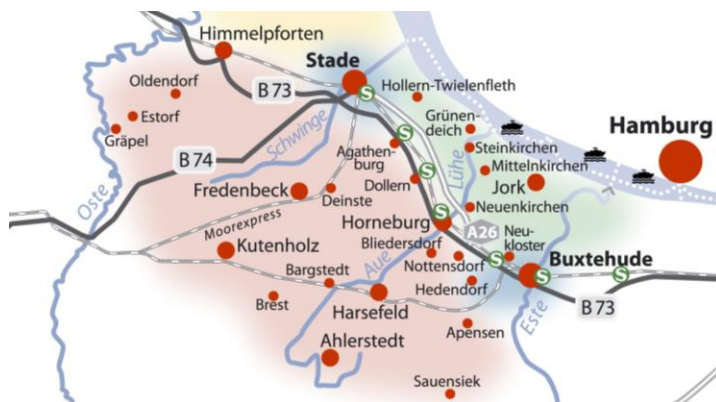 Himmelpforten
Stade
Oldendorf
B 73
Hollern-Twielenfleth
S
Estorf
Grünen-
deich
Gräpel
Schwinge
S
Steinkirchen
Hamburg
Agathen-
burg
Mittelnkirchen
B 74
Lühe
Dollern
Jork
Fredenbeck
Deinste
Oste
Neuenkirchen
S
Moorexpress
Horneburg
A26
Neu-
kloster
Kutenholz
Bliedersdorf
Nottensdorf
S
Buxtehude
Aue
Bargstedt
S
S
Hedendorf
Brest
Harsefeld
Este
B 73
Apensen
Ahlerstedt
Sauensiek